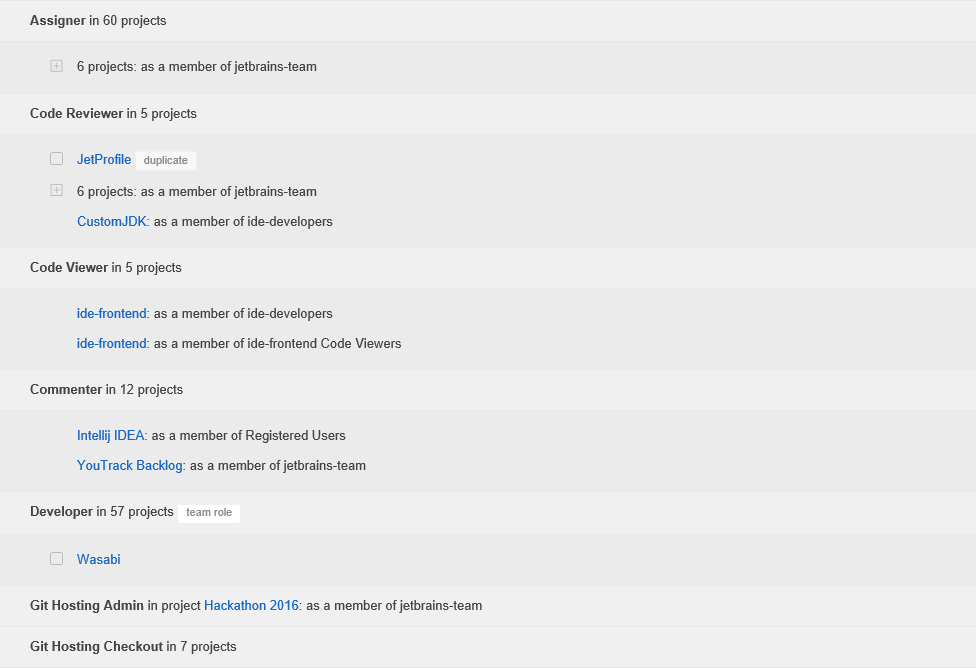 Assigner in 60 projects
6 projects: as a member of jetbrains-team
Code Reviewer in 5 projects
JetProfile duplicate
6 projects: as a member of jetbrains-team
CustomJDK: as a member of ide-developers
Code Viewer in 5 projects
ide-frontend: as a member of ide-developers
ide-frontend: as a member of ide-frontend Code Viewers
Commenter in 12 projects
Intellij IDEA: as a member of Registered Users
YouTrack Backlog: as a member of jetbrains-team
Developer in 57 projects team role
Wasabi
Git Hosting Admin in project Hackathon 2016: as a member of jetbrains-team
Git Hosting Checkout in 7 projects